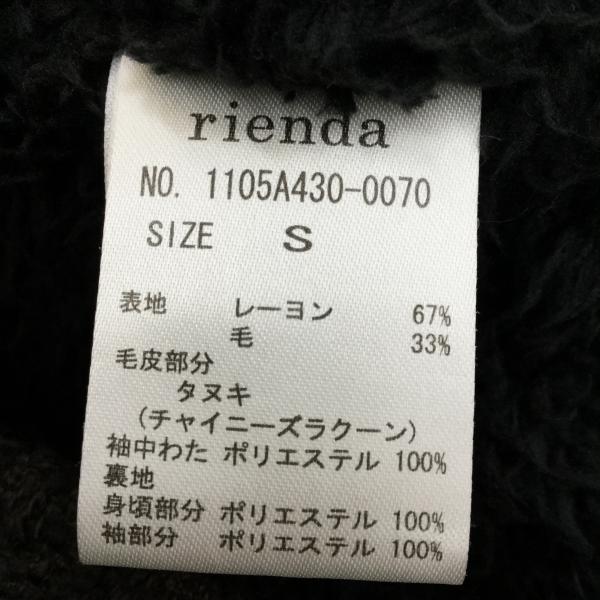 rienda
NO. 1105A430-0070
SIZE S
表地 レーヨン 67%
毛 33%
毛皮部分
タヌキ
(チャイニーズラクーン)
袖中わた ポリエステル 100%
裏地
身頃部分 ポリエステル 100%
袖部分 ポリエステル 100%